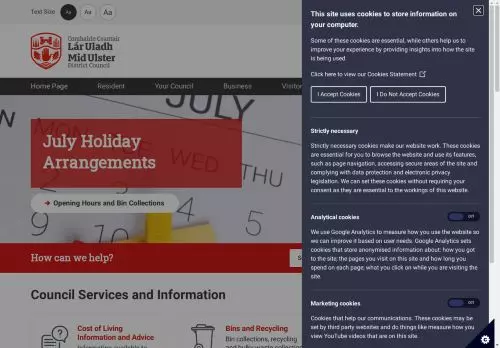 Text Size Aa Aa Aa
Comhairle Ceantair
Lár Uladh
Mid Ulster
District Council
Home Page Resident Your Council Business Visitor
JULY
MON
TUE
WED
THU
July Holiday
Arrangements
Opening Hours and Bin Collections
How can we help?
Council Services and Information
Cost of Living
Information and Advice
Bins and Recycling
Bin collections, recycling
This site uses cookies to store information on
your computer.
Some of these cookies are essential, while others help us to
improve your experience by providing insights into how the site
is being used
Click here to view our Cookies Statement
I Accept Cookies I Do Not Accept Cookies
Strictly necessary
Strictly necessary cookies make our website work. These cookies
are essential for you to browse the website and use its features,
such as page navigation, accessing secure areas of the site and
complying with data protection and electronic privacy
legislation. We can set these cookies without requiring your
consent as they are essential to the workings of this website.
Analytical cookies Off
We use Google Analytics to measure how you use the website so
we can improve it based on user needs. Google Analytics sets
cookies that store anonymised information about: how you got
to the site; the pages you visit on this site and how long you
spend on each page; what you click on while you are visiting the
site.
Marketing cookies Off
Cookies that help our communications. These cookies may be
set by third party websites and do things like measure how you
view YouTube videos that are on this site.